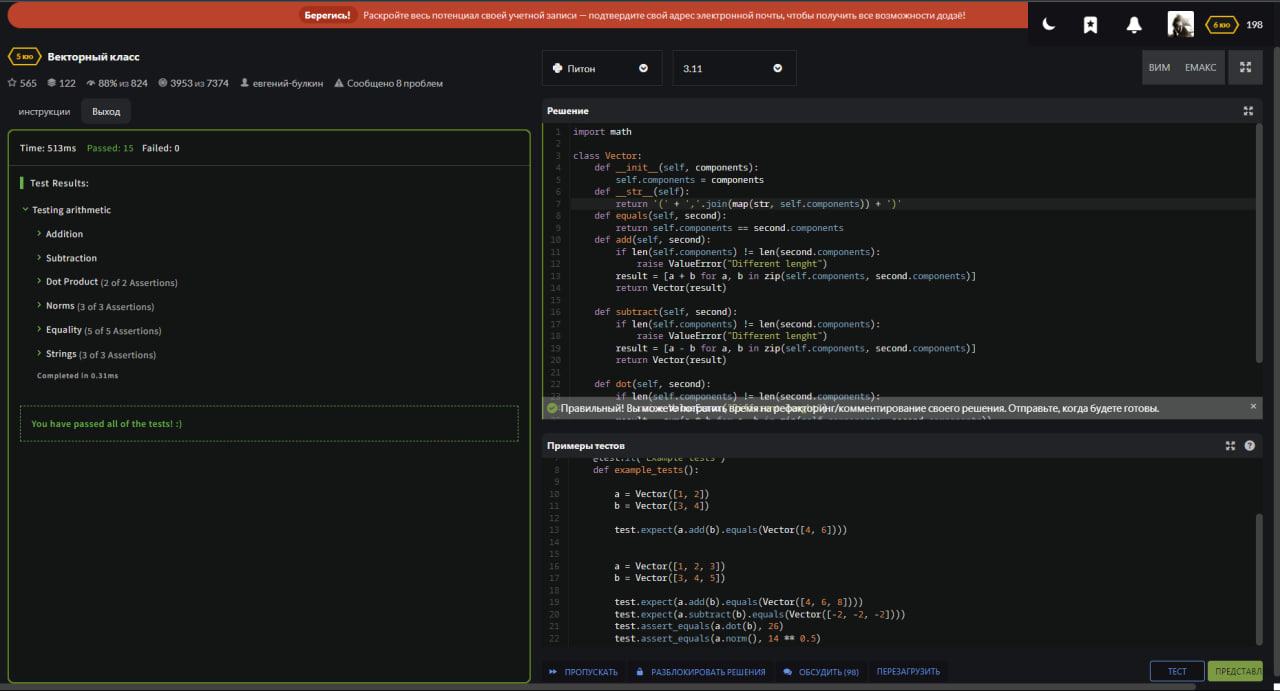 Берегись! Раскройте весь потенциал своей учетной записи — подтвердите свой адрес электронной почты, чтобы получить все возможности додзё!
6 кю 198
5 кю Векторный класс
565 122 88% из 824 3953 из 7374 евгений-булкин Сообщено 8 проблем
Питон 3.11 ВИМ ЕМАКС
инструкции Выход
Time: 513ms Passed: 15 Failed: 0
Test Results:
Testing arithmetic
Addition
Subtraction
Dot Product (2 of 2 Assertions)
Norms (3 of 3 Assertions)
Equality (5 of 5 Assertions)
Strings (3 of 3 Assertions)
Completed in 0.31ms
You have passed all of the tests! :)
Решение
1 import math
2
3 class Vector:
4 def __init__(self, components):
5 self.components = components
6 def __str__(self):
7 return '(' + ','.join(map(str, self.components)) + ')'
8 def equals(self, second):
9 return self.components == second.components
10 def add(self, second):
11 if len(self.components) != len(second.components):
12 raise ValueError("Different lenght")
13 result = [a + b for a, b in zip(self.components, second.components)]
14 return Vector(result)
15
16 def subtract(self, second):
17 if len(self.components) != len(second.components):
18 raise ValueError("Different lenght")
19 result = [a - b for a, b in zip(self.components, second.components)]
20 return Vector(result)
21
22 def dot(self, second):
23 if len(self.components) != len(second.components):
Правильный! Вы можете потратить время на рефакторинг/комментирование своего решения. Отправьте, когда будете готовы.
Примеры тестов
7 @test.it("Example tests")
8 def example_tests():
9
10 a = Vector([1, 2])
11 b = Vector([3, 4])
12
13 test.expect(a.add(b).equals(Vector([4, 6])))
14
15
16 a = Vector([1, 2, 3])
17 b = Vector([3, 4, 5])
18
19 test.expect(a.add(b).equals(Vector([4, 6, 8])))
20 test.expect(a.subtract(b).equals(Vector([-2, -2, -2])))
21 test.assert_equals(a.dot(b), 26)
22 test.assert_equals(a.norm(), 14 ** 0.5)
ПРОПУСКАТЬ РАЗБЛОКИРОВАТЬ РЕШЕНИЯ ОБСУДИТЬ (98) ПЕРЕЗАГРУЗИТЬ ТЕСТ ПРЕДСТАВЛ